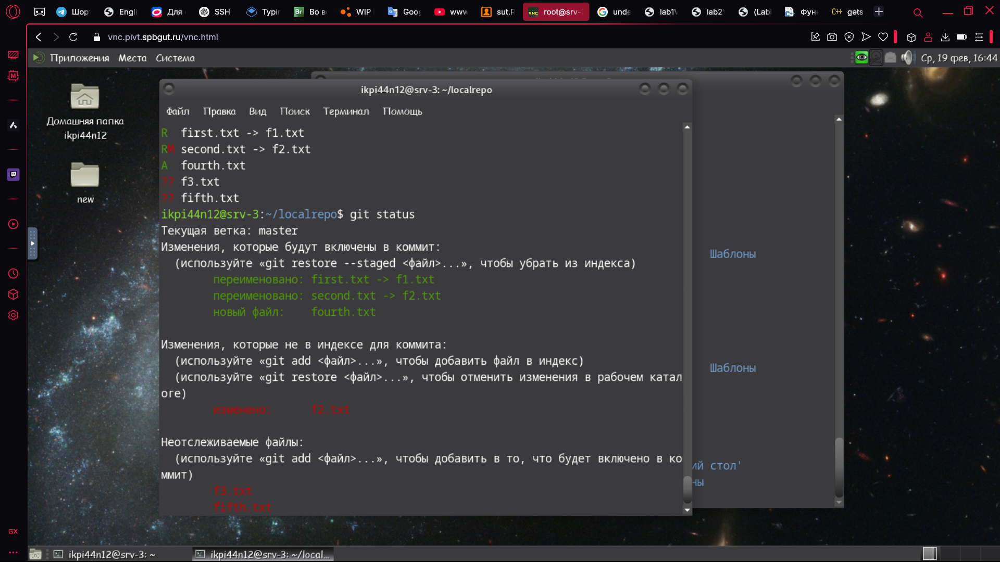 Шор
Engli
Для
SSH
Typir
Br
Во в
WIP
Goog
www
sut.R
root@srv-
unde
lab1
lab2
(Lab
Фун
C++ gets
vnc.pivt.spbgut.ru/vnc.html
Приложения Места Система
Ср, 19 фев, 16:44
Домашняя папка
ikpi44n12
new
ikpi44n12@srv-3: ~/localrepo
Файл Правка Вид Поиск Терминал Помощь
R  first.txt -> f1.txt
RM second.txt -> f2.txt
A  fourth.txt
?? f3.txt
?? fifth.txt
ikpi44n12@srv-3:~/localrepo$ git status
Текущая ветка: master
Изменения, которые будут включены в коммит:
(используйте «git restore --staged <файл>...», чтобы убрать из индекса)
переименовано: first.txt -> f1.txt
переименовано: second.txt -> f2.txt
новый файл:    fourth.txt
Изменения, которые не в индексе для коммита:
(используйте «git add <файл>...», чтобы добавить файл в индекс)
(используйте «git restore <файл>...», чтобы отменить изменения в рабочем катал
оге)
изменено:      f2.txt
Неотслеживаемые файлы:
(используйте «git add <файл>...», чтобы добавить в то, что будет включено в ко
ммит)
f3.txt
fifth.txt
Шаблоны
Шаблоны
ий стол'
ны
GX
ikpi44n12@srv-3: ~
ikpi44n12@srv-3: ~/local...